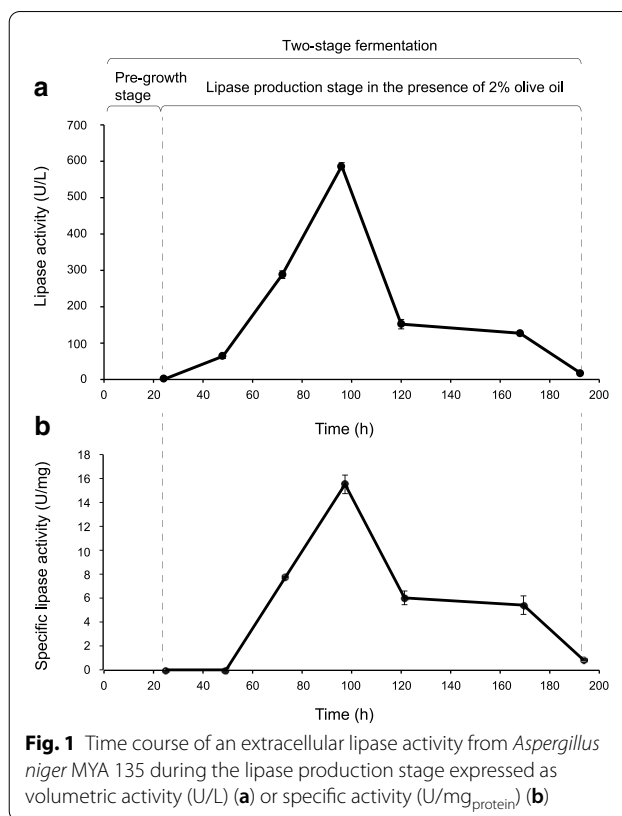 Two-stage fermentation
Pre-growth
stage
Lipase production stage in the presence of 2% olive oil
a
700
600
500
400
300
200
100
0
Lipase activity (U/L)
0 20 40 60 80 100 120 140 160 180 200
Time (h)
b
18
16
14
12
10
8
6
4
2
0
Specific lipase activity (U/mg)
0 20 40 60 80 100 120 140 160 180 200
Time (h)
Fig. 1 Time course of an extracellular lipase activity from Aspergillus
niger MYA 135 during the lipase production stage expressed as
volumetric activity (U/L) (a) or specific activity (U/mgprotein) (b)